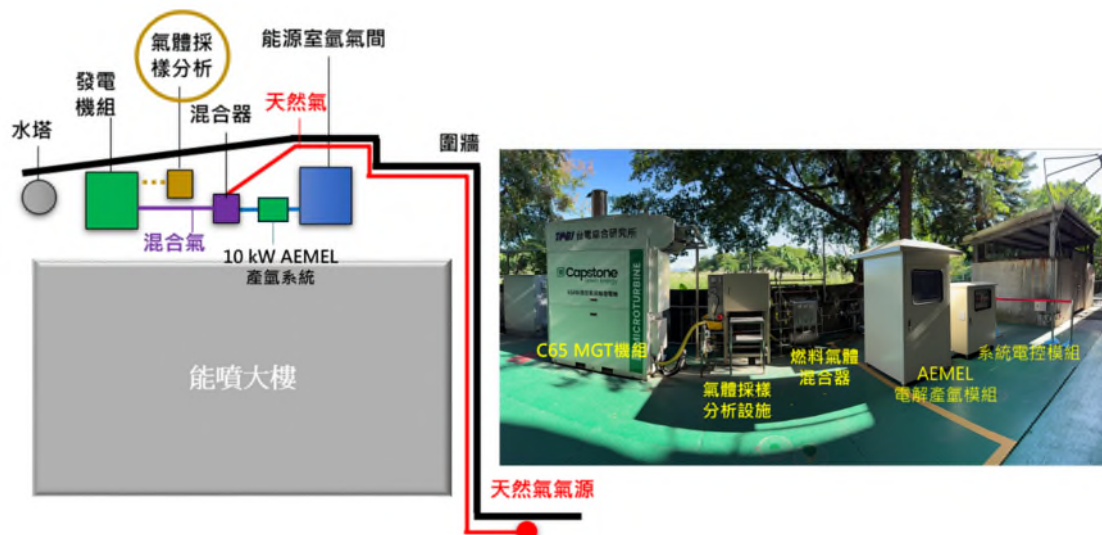 氣體採
樣分析
能源室氫氣間
發電
機組
混合器
天然氣
水塔
圍牆
混合氣
10 kW AEMEL
產氫系統
能噴大樓
天然氣氣源
TPRI 台電綜合研究所
Capstone
green energy
MICROTURBINE
C65 MGT機組
氣體採樣
分析設施
燃料氣體
混合器
AEMEL
電解產氫模組
系統電控模組